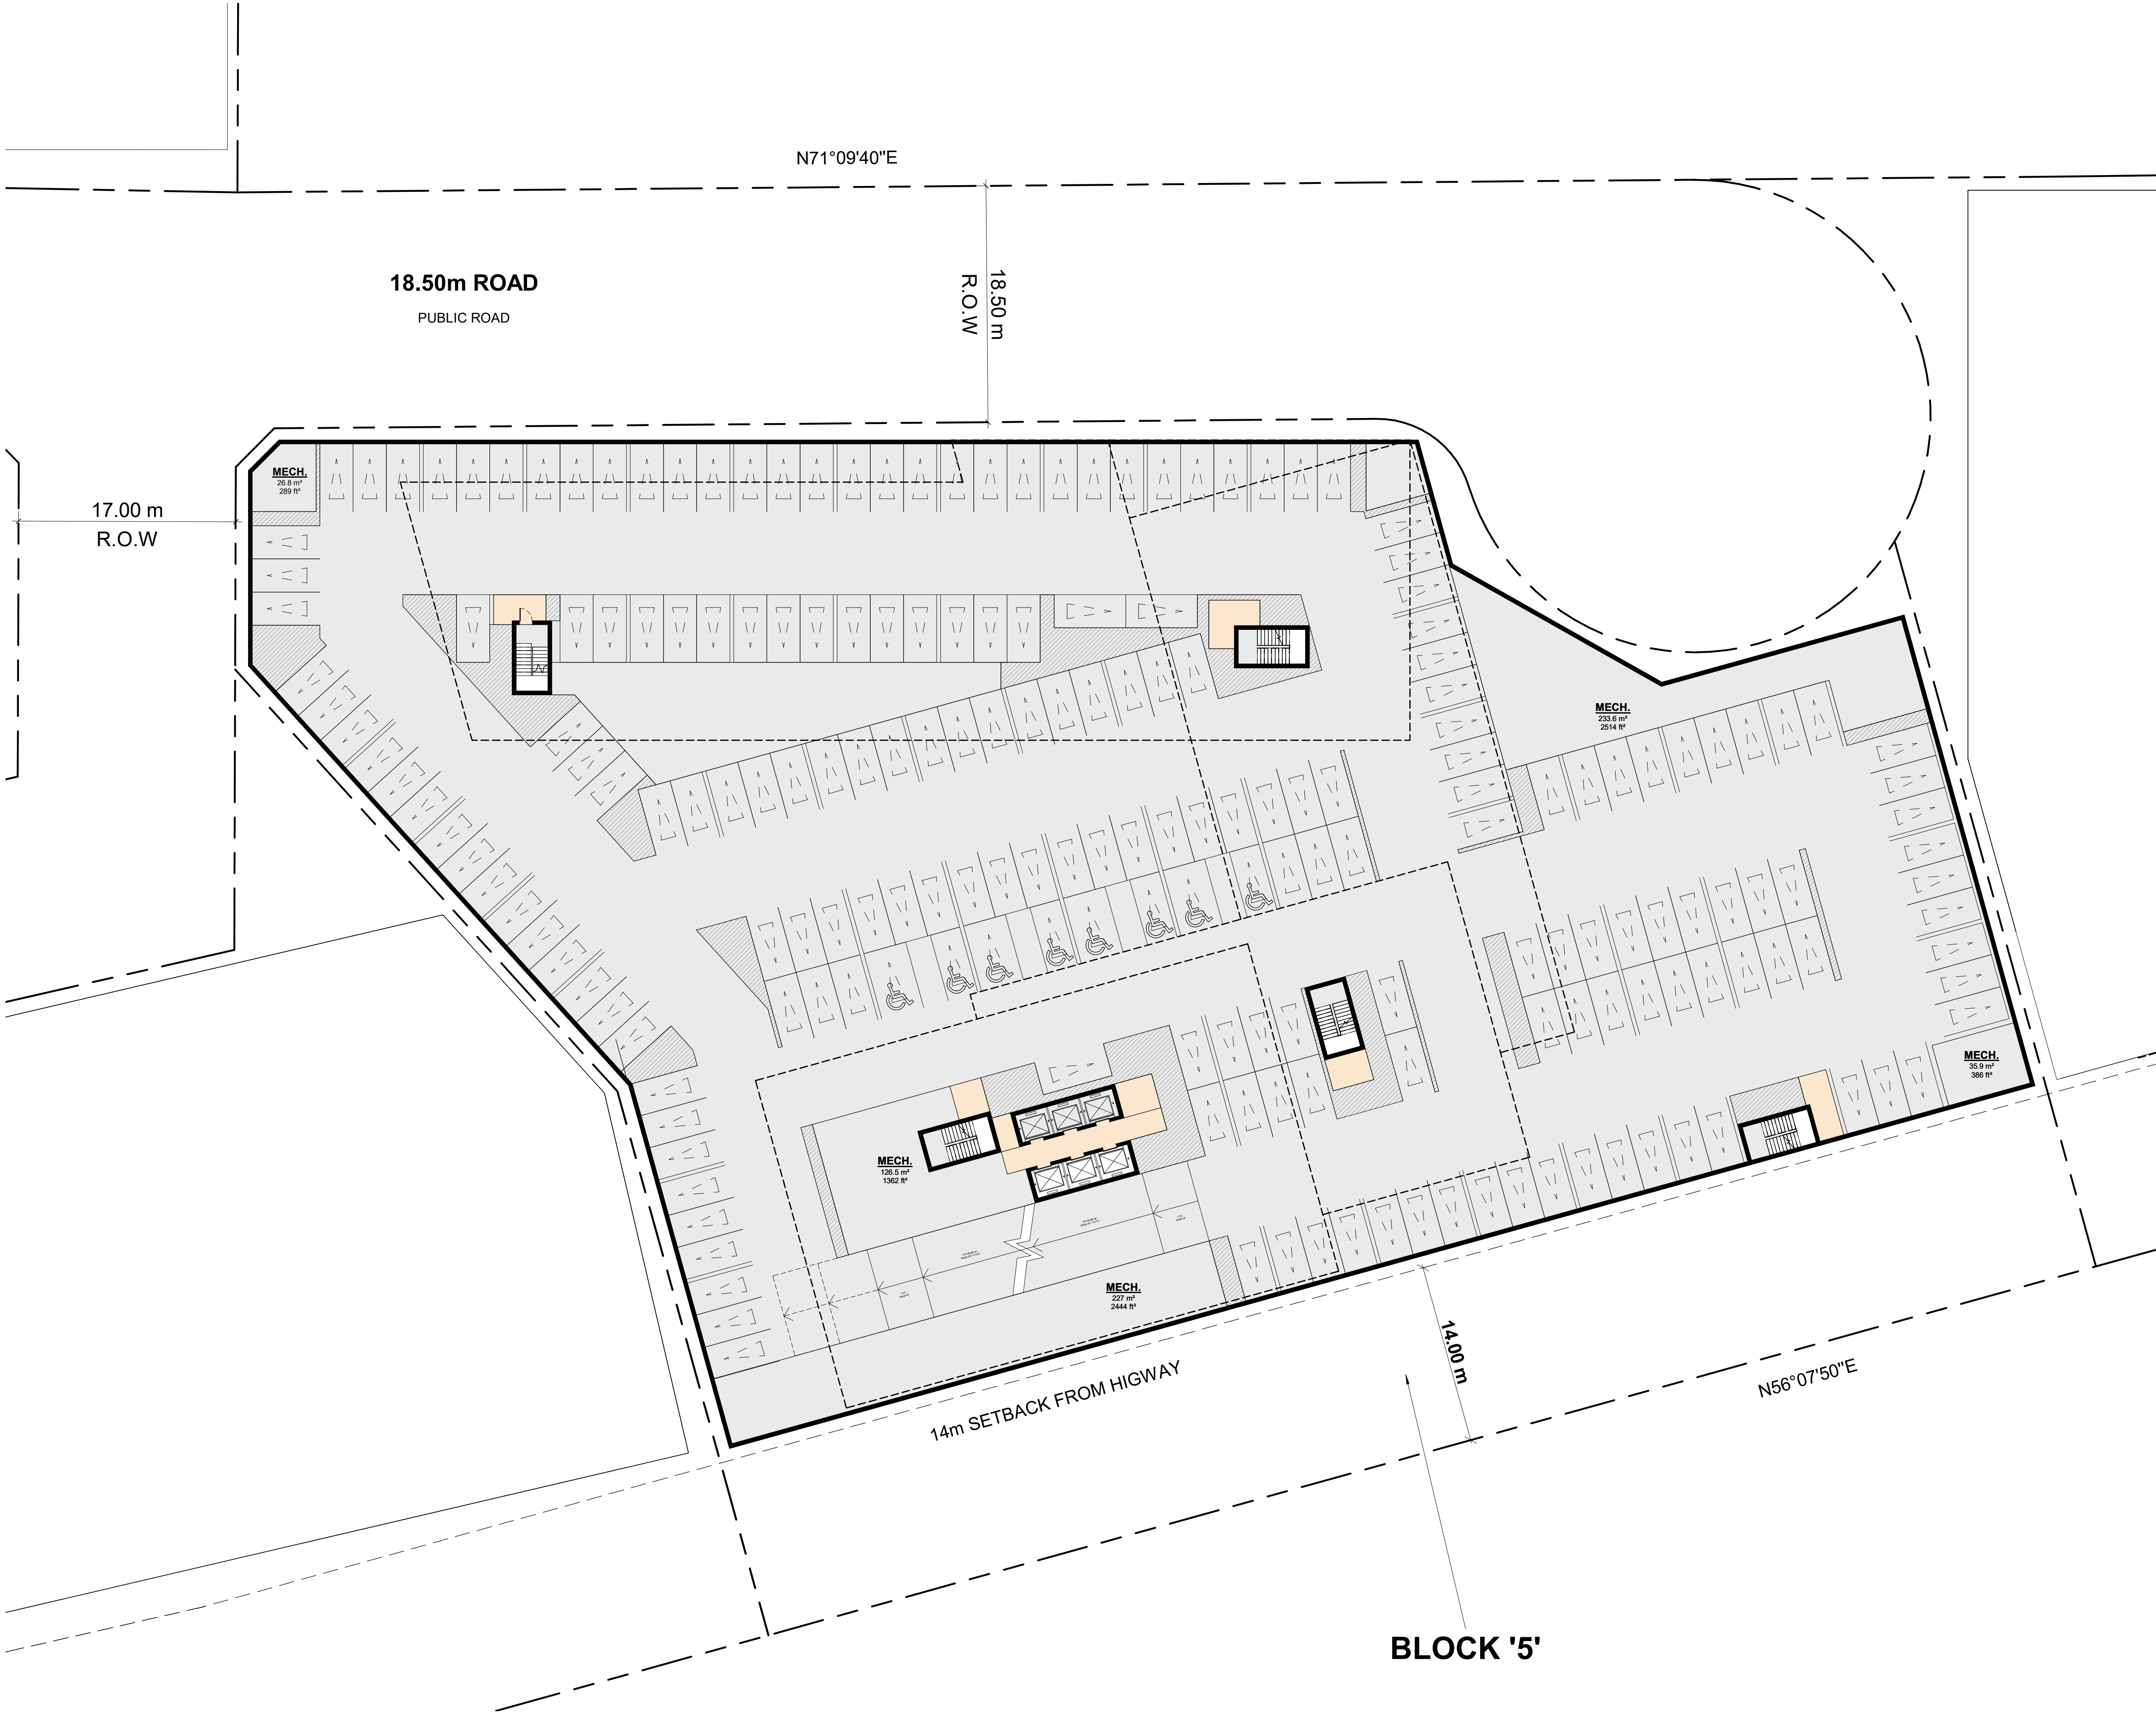 N71°09'40"E
18.50m ROAD
PUBLIC ROAD
18.50 m
R.O.W
MECH.
26.8 m²
289 ft²
17.00 m
R.O.W
MECH.
233.6 m²
2514 ft²
MECH.
35.9 m²
386 ft²
MECH.
126.5 m²
1362 ft²
MECH.
227 m²
2444 ft²
14m SETBACK FROM HIGWAY
14.00 m
N56°07'50"E
BLOCK '5'